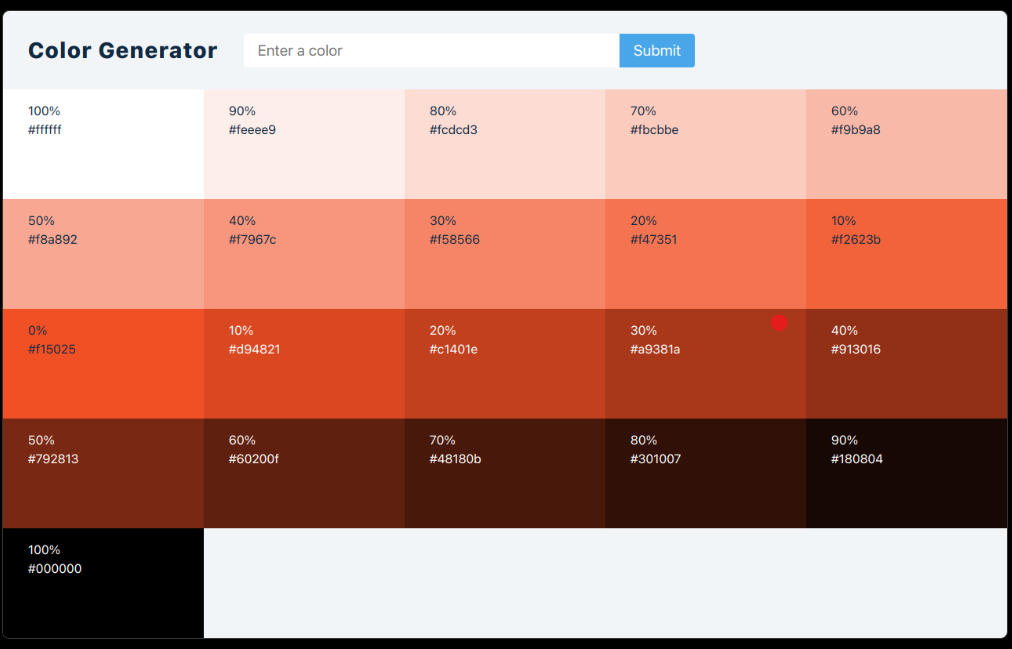 Color Generator
Enter a color
Submit
100%
#ffffff
90%
#feeee9
80%
#fcdcd3
70%
#fbcbbe
60%
#f9b9a8
50%
#f8a892
40%
#f7967c
30%
#f58566
20%
#f47351
10%
#f2623b
0%
#f15025
10%
#d94821
20%
#c1401e
30%
#a9381a
40%
#913016
50%
#792813
60%
#60200f
70%
#48180b
80%
#301007
90%
#180804
100%
#000000